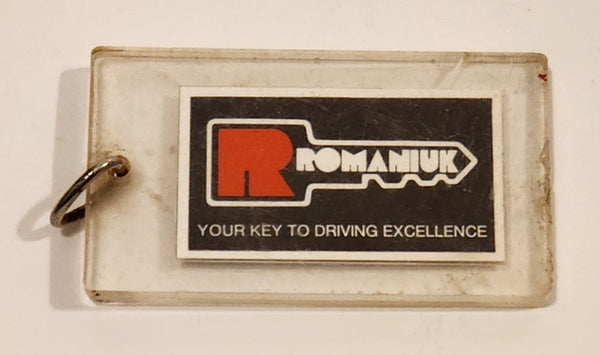 R ROMANIUK
YOUR KEY TO DRIVING EXCELLENCE